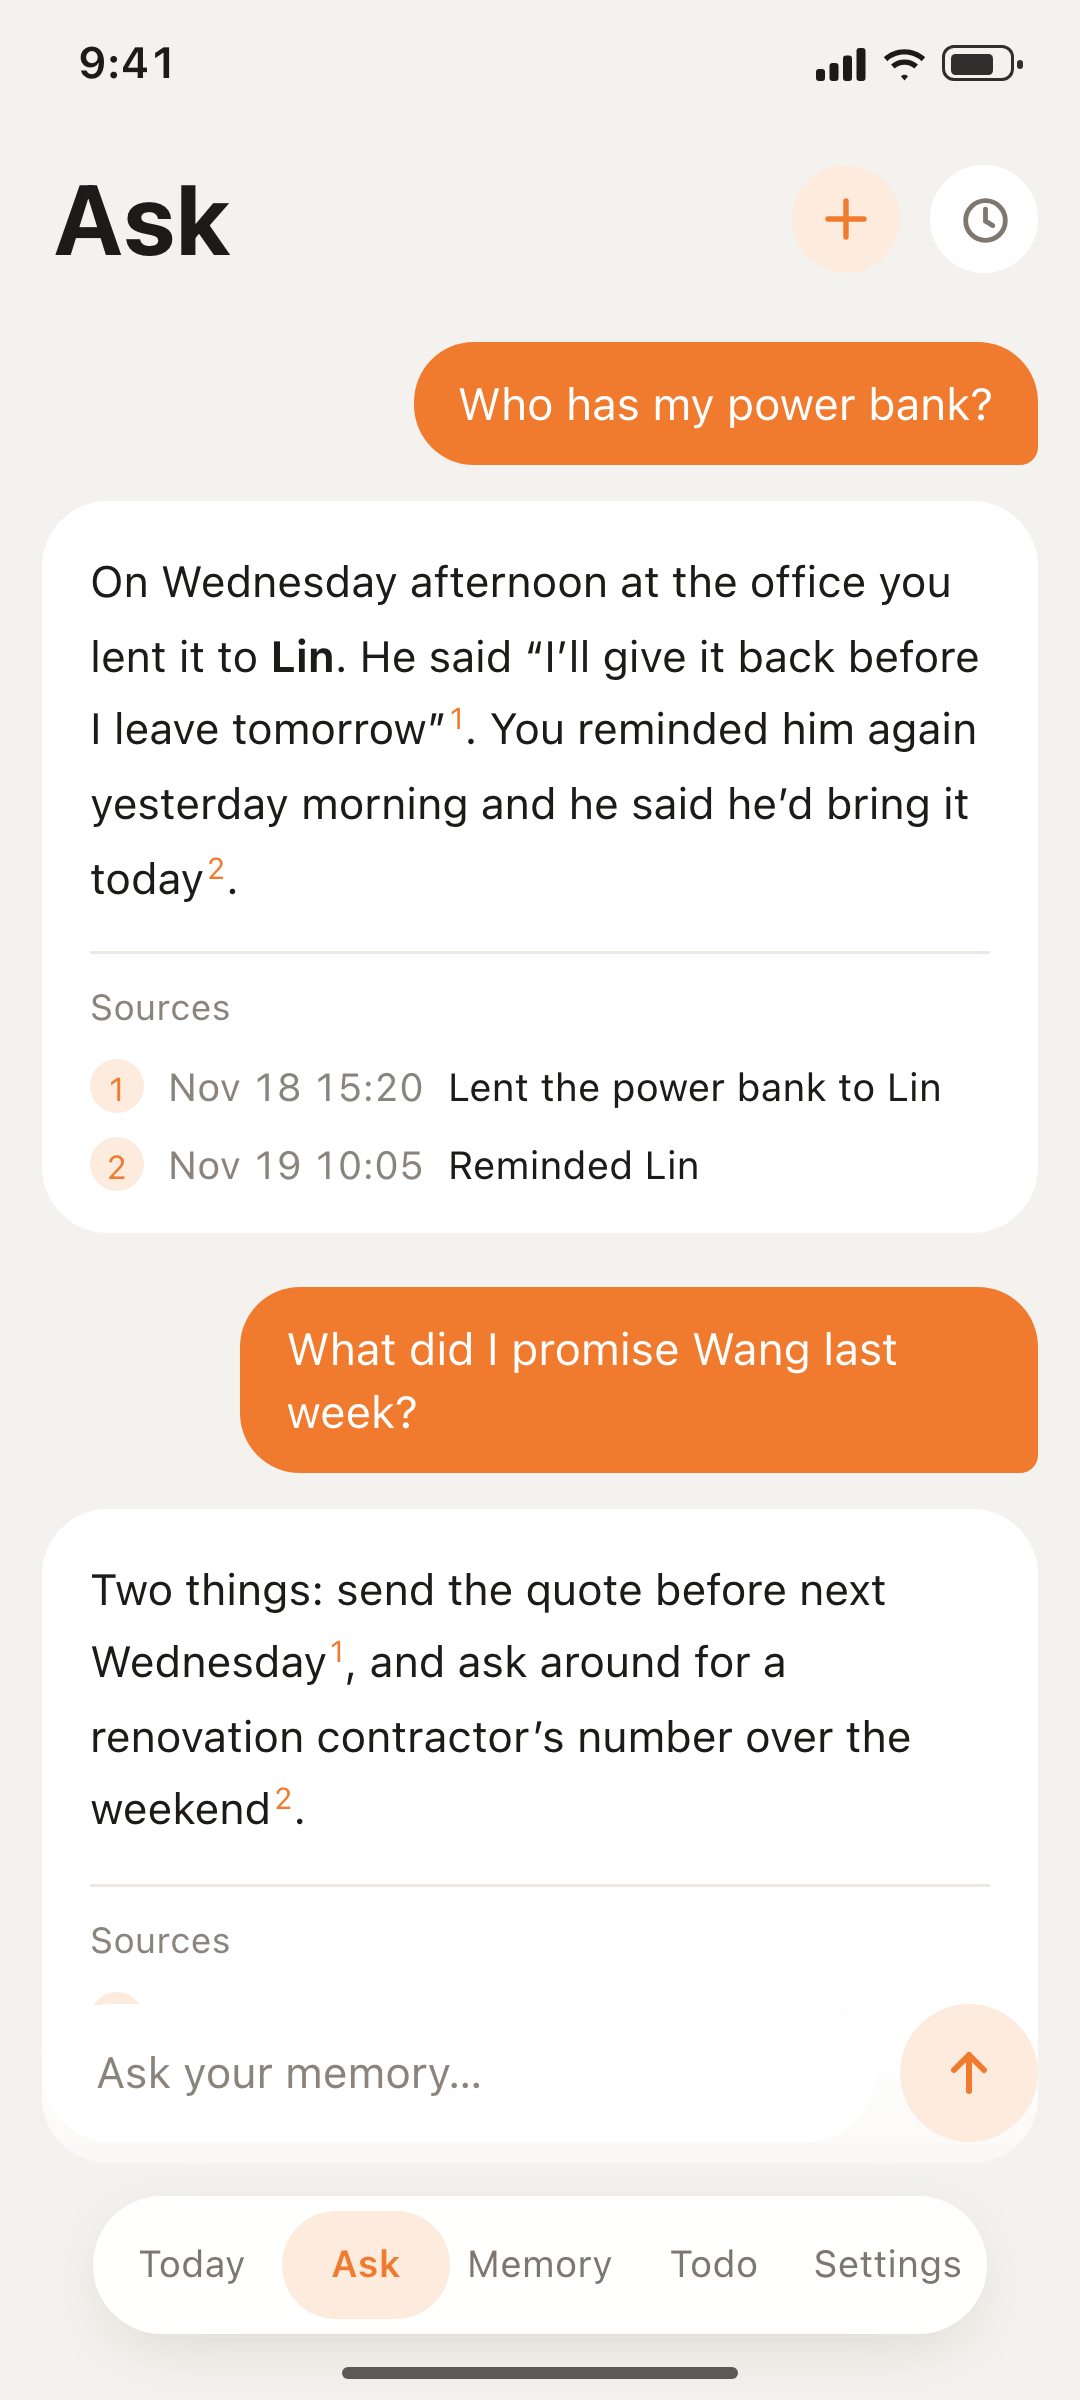 9:41
Ask
Who has my power bank?
On Wednesday afternoon at the office you
lent it to Lin. He said “I’ll give it back before
I leave tomorrow”1. You reminded him again
yesterday morning and he said he’d bring it
today2.
Sources
1 Nov 18 15:20 Lent the power bank to Lin
2 Nov 19 10:05 Reminded Lin
What did I promise Wang last
week?
Two things: send the quote before next
Wednesday1, and ask around for a
renovation contractor’s number over the
weekend2.
Sources
Ask your memory...
Today Ask Memory Todo Settings